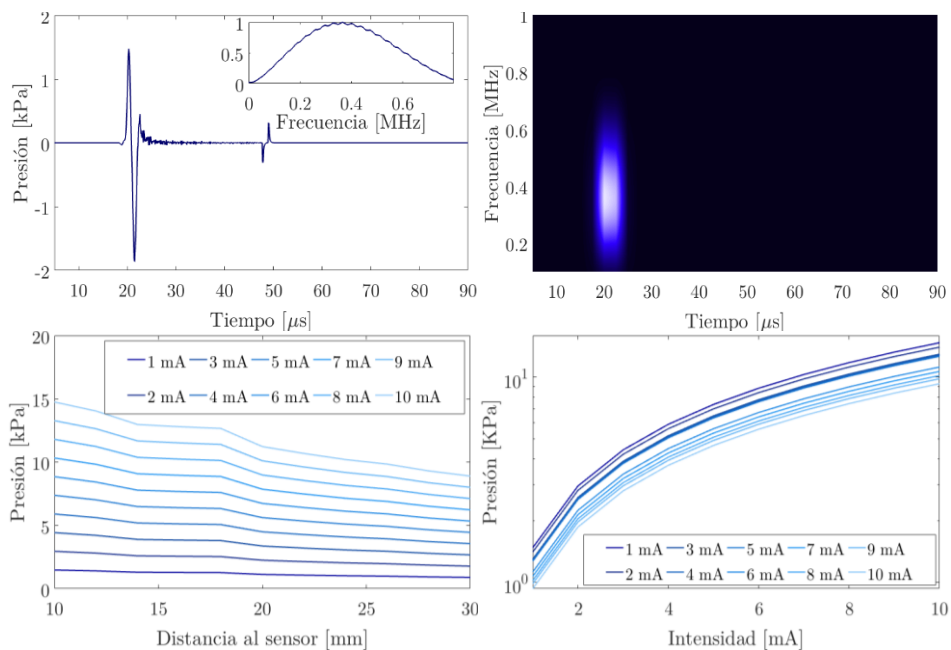 2
1
0
-1
-2
Presión [kPa]
10 20 30 40 50 60 70 80 90
Tiempo [μs]
1
0.5
0
0 0.2 0.4 0.6
Frecuencia [MHz]
1
0.8
0.6
0.4
0.2
Frecuencia [MHz]
10 20 30 40 50 60 70 80 90
Tiempo [μs]
20
15
10
5
0
Presión [kPa]
1 mA 3 mA 5 mA 7 mA 9 mA
2 mA 4 mA 6 mA 8 mA 10 mA
10 15 20 25 30
Distancia al sensor [mm]
10¹
10⁰
Presión [KPa]
1 mA 3 mA 5 mA 7 mA 9 mA
2 mA 4 mA 6 mA 8 mA 10 mA
2 4 6 8 10
Intensidad [mA]